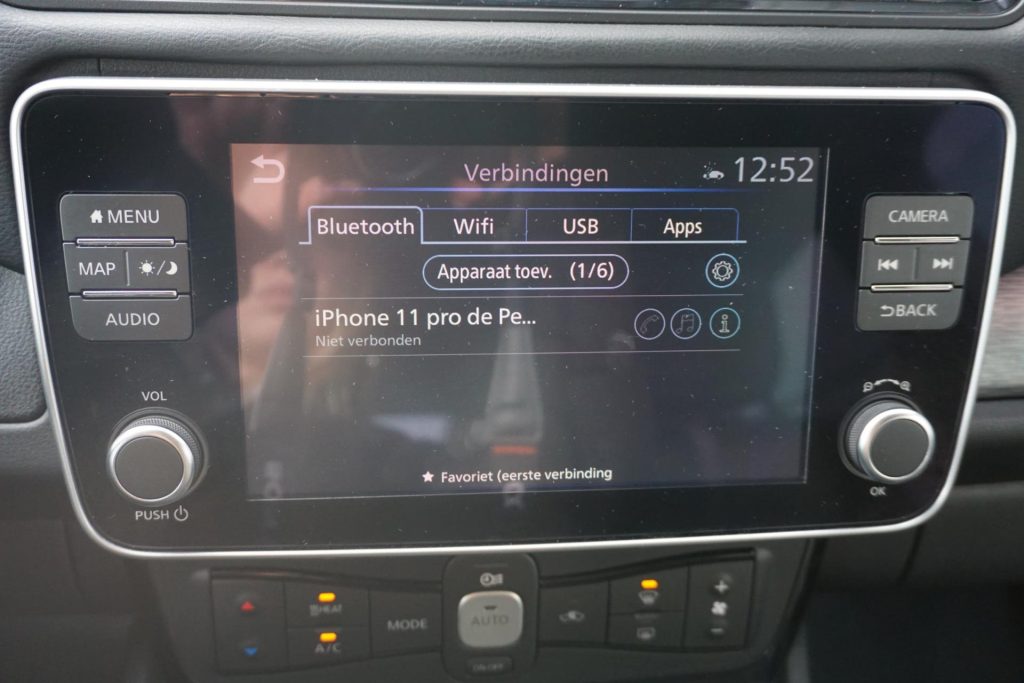 Verbindingen
12:52
MENU
MAP
AUDIO
VOL
PUSH
Bluetooth Wifi USB Apps
Apparaat toev. (1/6)
iPhone 11 pro de Pe...
Niet verbonden
★ Favoriet (eerste verbinding
CAMERA
BACK
OK
HEAT
A/C
MODE
AUTO
ON·OFF